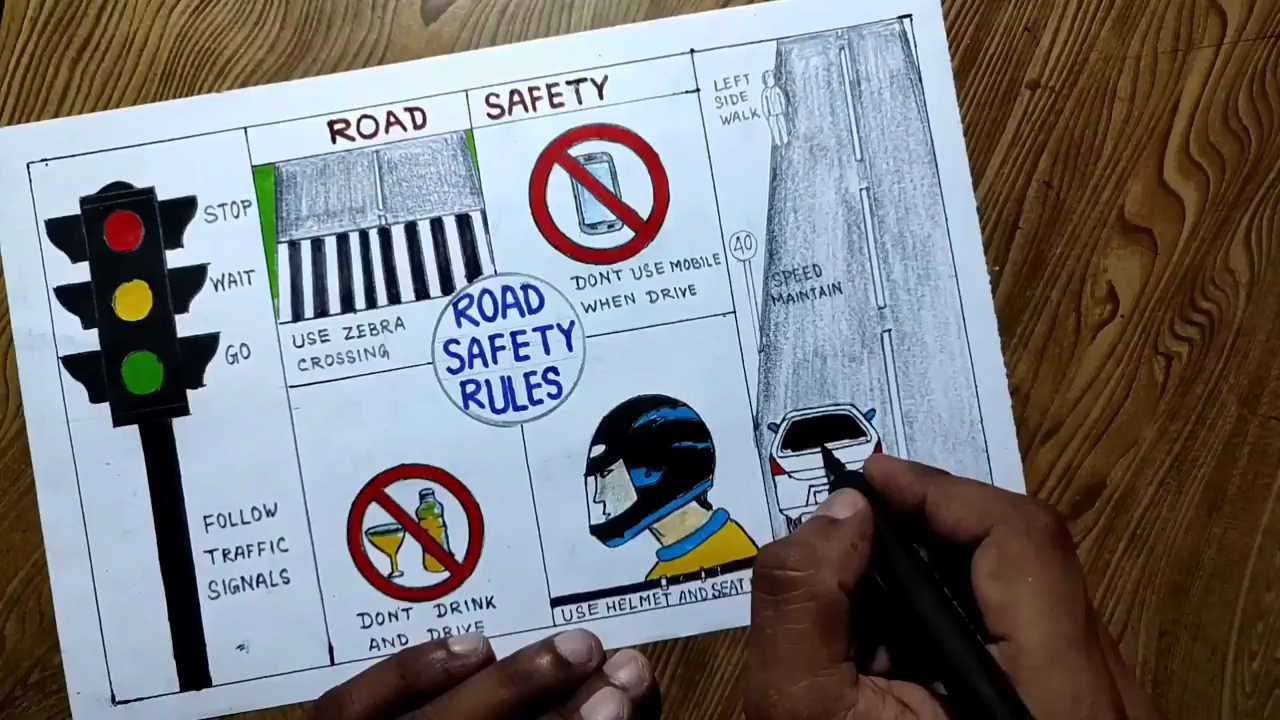 ROAD SAFETY
STOP
WAIT
GO
FOLLOW
TRAFFIC
SIGNALS
USE ZEBRA
CROSSING
DON'T USE MOBILE
WHEN DRIVE
ROAD
SAFETY
RULES
DON'T DRINK
AND DRIVE
USE HELMET AND SEAT
LEFT
SIDE
WALK
40
SPEED
MAINTAIN